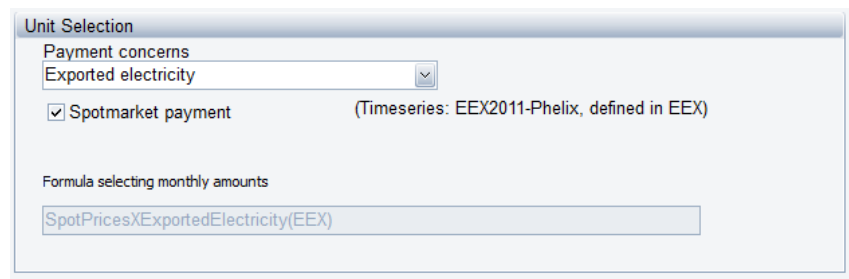 Unit Selection
Payment concerns
Exported electricity
Spotmarket payment (Timeseries: EEX2011-Phelix, defined in EEX)
Formula selecting monthly amounts
SpotPricesXExportedElectricity(EEX)